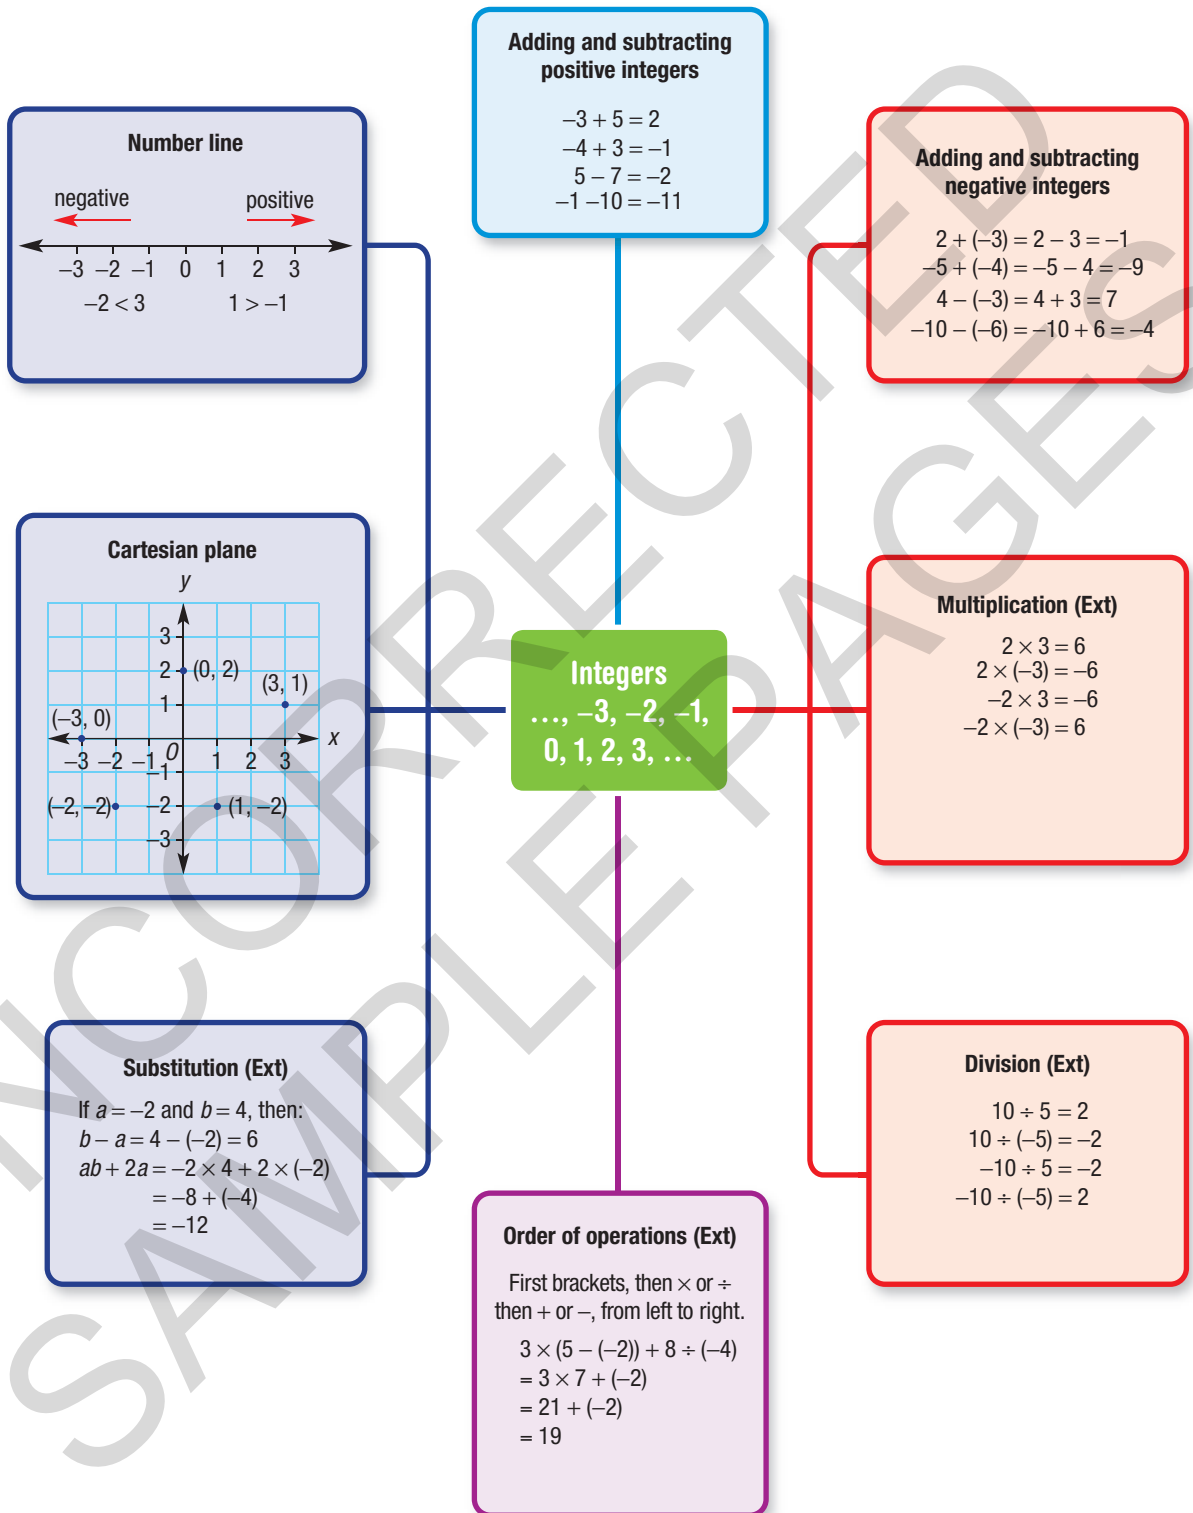 Adding and subtracting
positive integers
−3 + 5 = 2
−4 + 3 = −1
5 − 7 = −2
−1 −10 = −11
Number line
negative positive
−3 −2 −1 0 1 2 3
−2 < 3 1 > −1
Adding and subtracting
negative integers
2 + (−3) = 2 − 3 = −1
−5 + (−4) = −5 − 4 = −9
4 − (−3) = 4 + 3 = 7
−10 − (−6) = −10 + 6 = −4
Cartesian plane
y
3
2 (0, 2)
(3, 1)
1
(−3, 0)
x
O
−3 −2 −1 1 2 3
−1
(−2, −2) −2 (1, −2)
−3
Integers
…, −3, −2, −1,
0, 1, 2, 3, …
Multiplication (Ext)
2 × 3 = 6
2 × (−3) = −6
−2 × 3 = −6
−2 × (−3) = 6
Substitution (Ext)
If a = −2 and b = 4, then:
b − a = 4 − (−2) = 6
ab + 2a = −2 × 4 + 2 × (−2)
= −8 + (−4)
= −12
Division (Ext)
10 ÷ 5 = 2
10 ÷ (−5) = −2
−10 ÷ 5 = −2
−10 ÷ (−5) = 2
Order of operations (Ext)
First brackets, then × or ÷
then + or −, from left to right.
3 × (5 − (−2)) + 8 ÷ (−4)
= 3 × 7 + (−2)
= 21 + (−2)
= 19
NCORRECTED
SAMPLE PAGES